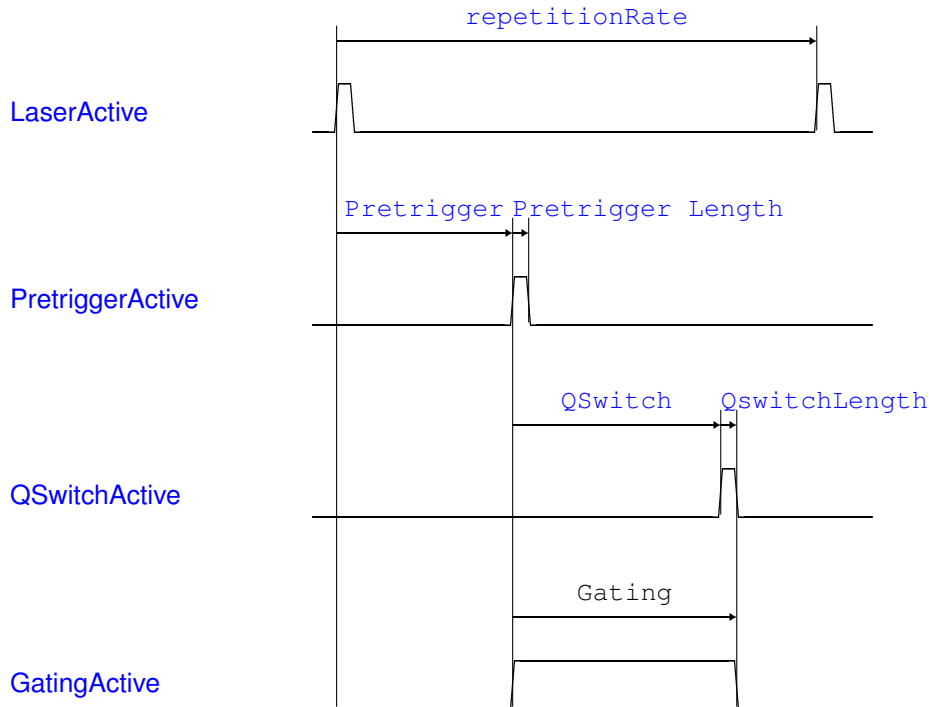 repetitionRate
LaserActive
Pretrigger Pretrigger Length
PretriggerActive
QSwitch QswitchLength
QSwitchActive
Gating
GatingActive